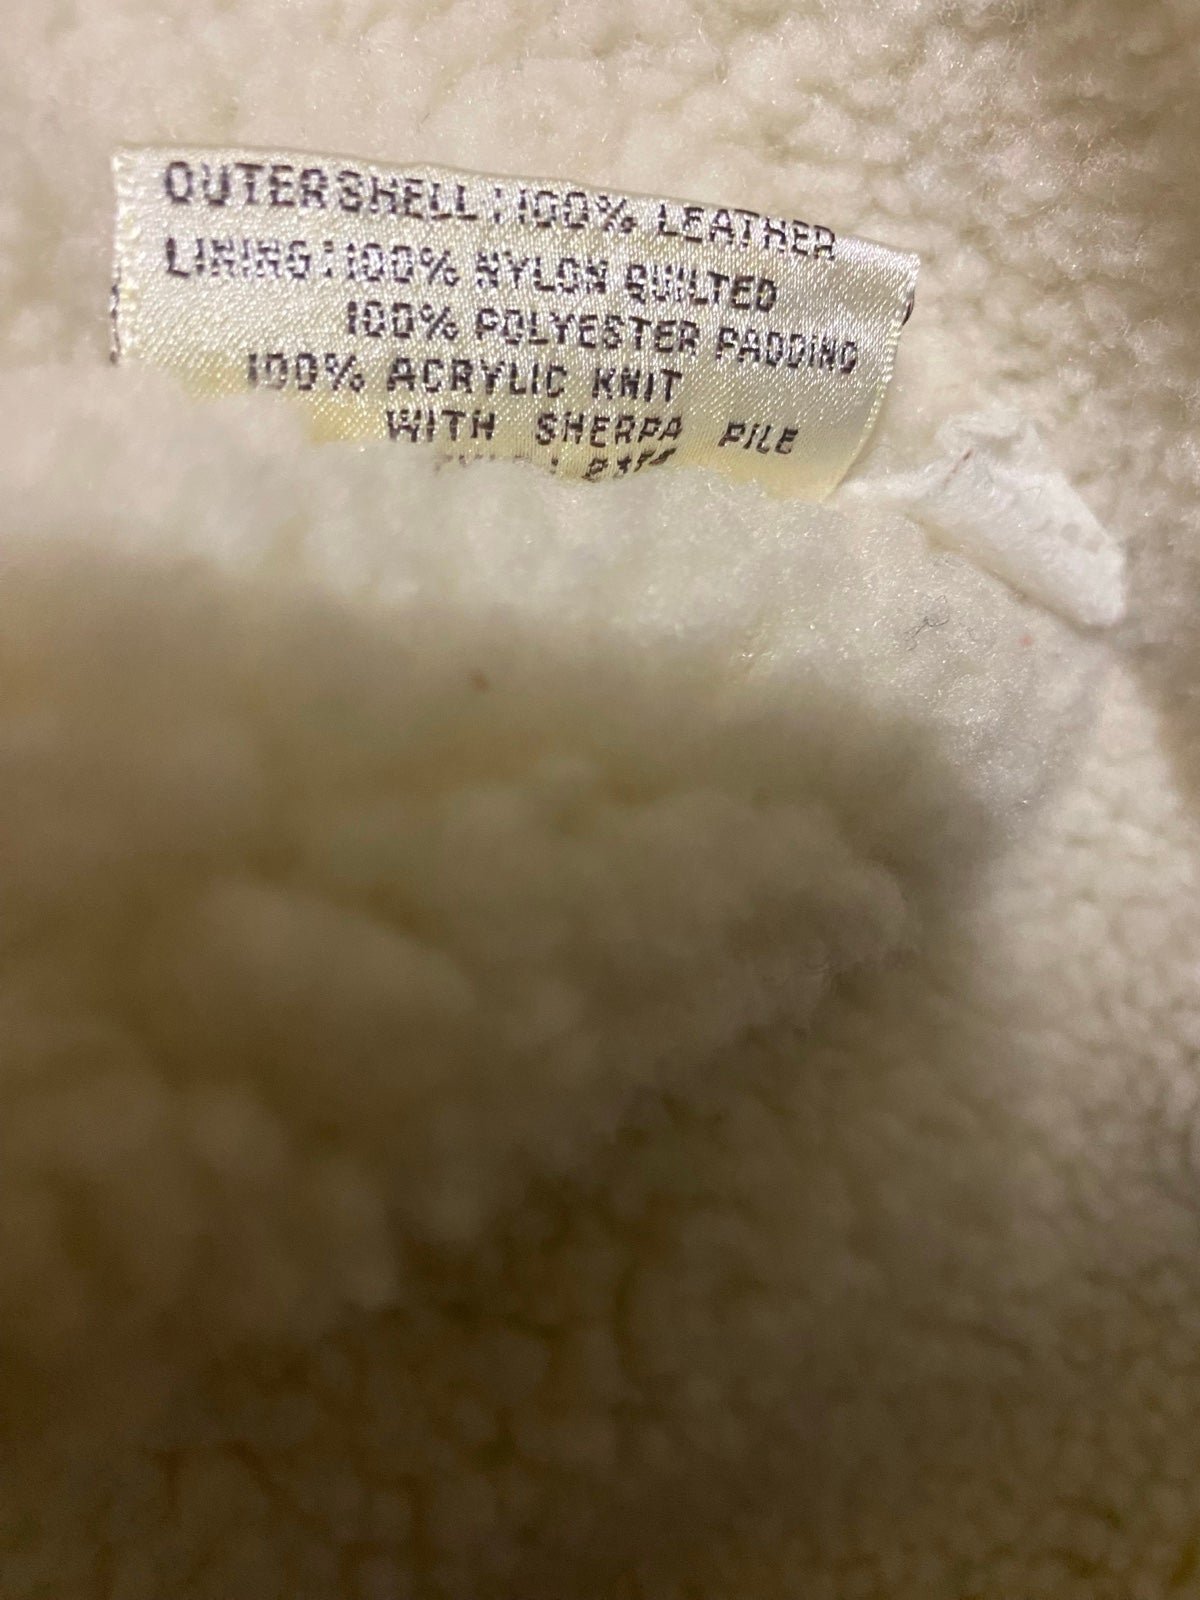 OUTERSHELL:100% LEATHER
LINING:100% NYLON QUILTED
100% POLYESTER PADDING
100% ACRYLIC KNIT
WITH SHERPA PILE